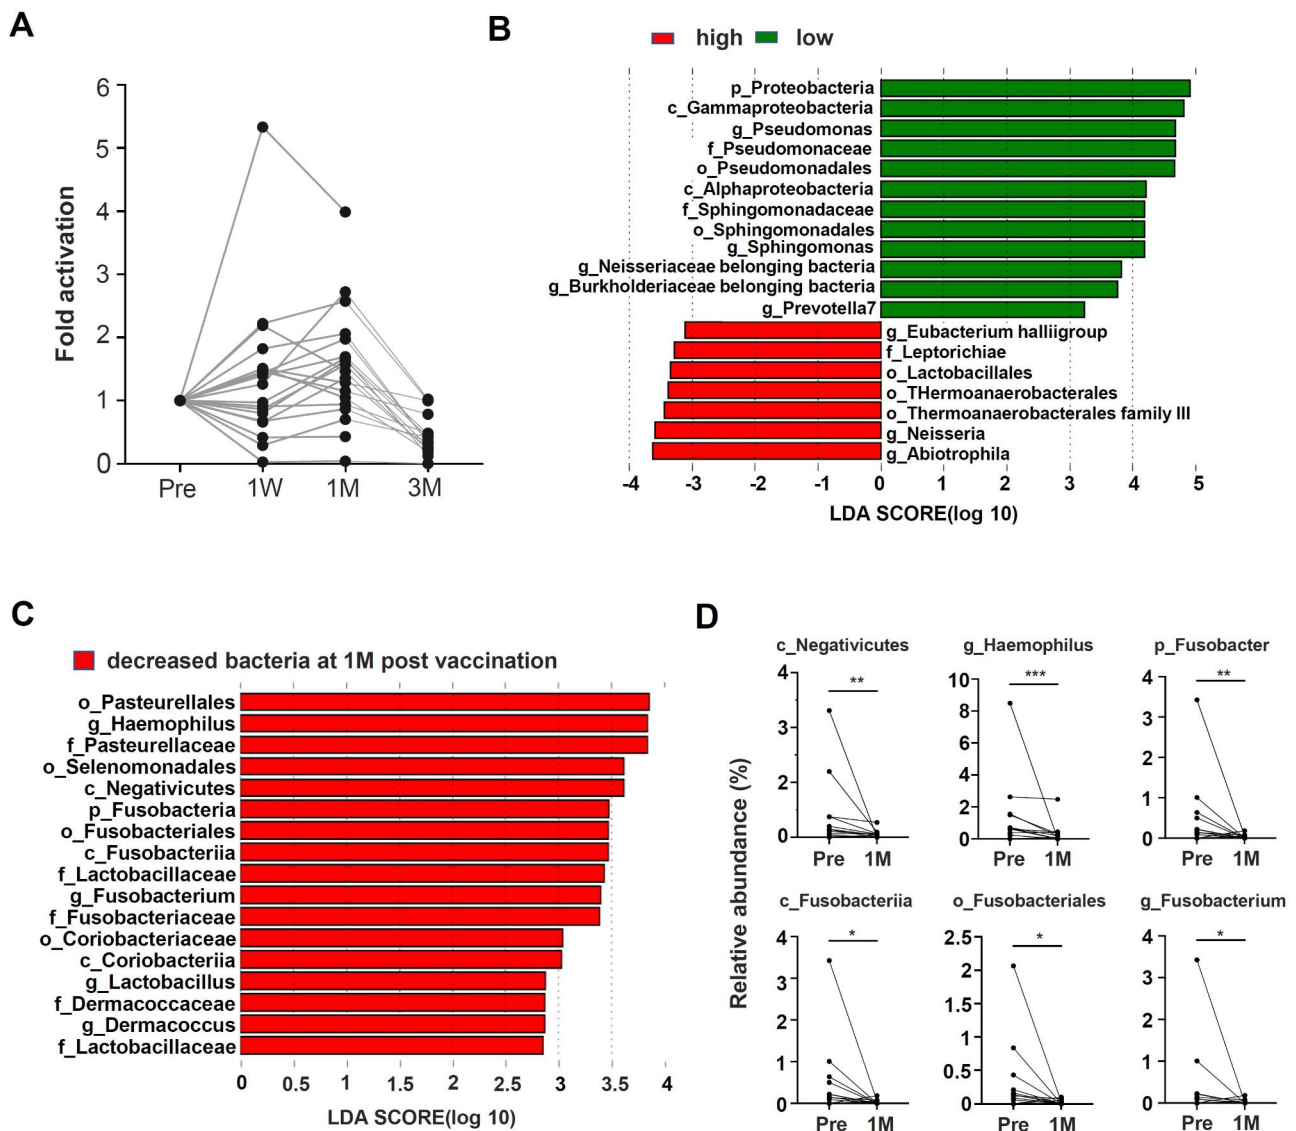 A
Fold activation
6
5
4
3
2
1
0
Pre 1W 1M 3M
B
high low
p_Proteobacteria
c_Gammaproteobacteria
g_Pseudomonas
f_Pseudomonaceae
o_Pseudomonadales
c_Alphaproteobacteria
f_Sphingomonadaceae
o_Sphingomonadales
g_Sphingomonas
g_Neisseriaceae belonging bacteria
g_Burkholderiaceae belonging bacteria
g_Prevotella7
g_Eubacterium halliigroup
f_Leptorichiae
o_Lactobacillales
o_THermoanaerobacterales
o_Thermoanaerobacterales family III
g_Neisseria
g_Abiotrophila
-4 -3 -2 -1 0 1 2 3 4 5
LDA SCORE(log 10)
C
decreased bacteria at 1M post vaccination
o_Pasteurellales
g_Haemophilus
f_Pasteurellaceae
o_Selenomonadales
c_Negativicutes
p_Fusobacteria
o_Fusobacteriales
c_Fusobacteriia
f_Lactobacillaceae
g_Fusobacterium
f_Fusobacteriaceae
o_Coriobacteriaceae
c_Coriobacteriia
g_Lactobacillus
f_Dermacoccaceae
g_Dermacoccus
f_Lactobacillaceae
0 0.5 1 1.5 2 2.5 3 3.5 4
LDA SCORE(log 10)
D
Relative abundance (%)
c_Negativicutes
**
4
3
2
0
Pre 1M
g_Haemophilus
***
10
8
6
4
2
0
Pre 1M
p_Fusobacter
**
4
3
2
1
0
Pre 1M
c_Fusobacteriia
*
4
3
2
1
0
Pre 1M
o_Fusobacteriales
*
2.5
2
1.5
1
0.5
0
Pre 1M
g_Fusobacterium
*
4
3
2
1
0
Pre 1M